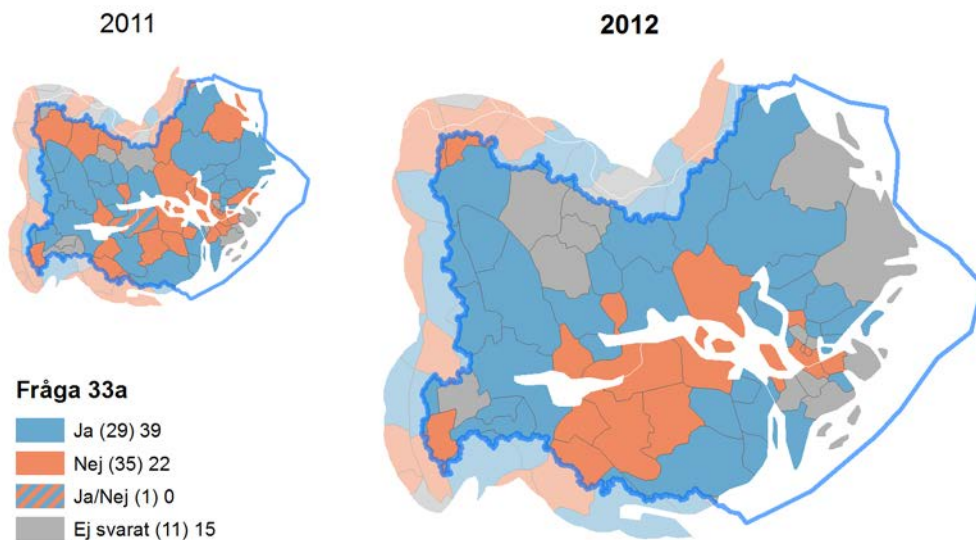 2011
2012
Fråga 33a
Ja (29) 39
Nej (35) 22
Ja/Nej (1) 0
Ej svarat (11) 15